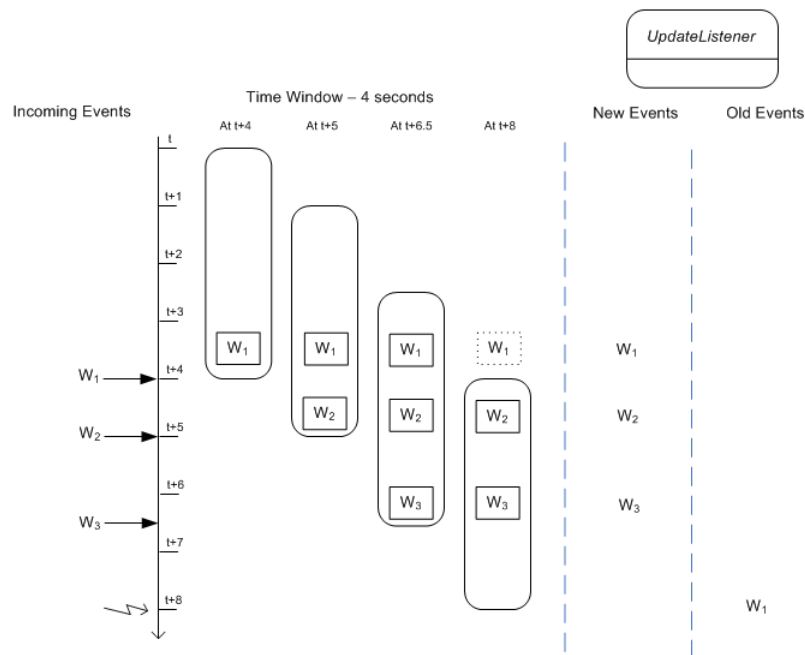 UpdateListener
Time Window – 4 seconds
Incoming Events
New Events
Old Events
At t+4
At t+5
At t+6.5
At t+8
t
t+1
t+2
t+3
W₁
W₁
W₁
W₁
W₁
t+4
W₁
W₂
W₂
W₂
W₂
t+5
W₂
t+6
W₃
W₃
W₃
W₃
t+7
t+8
W₁